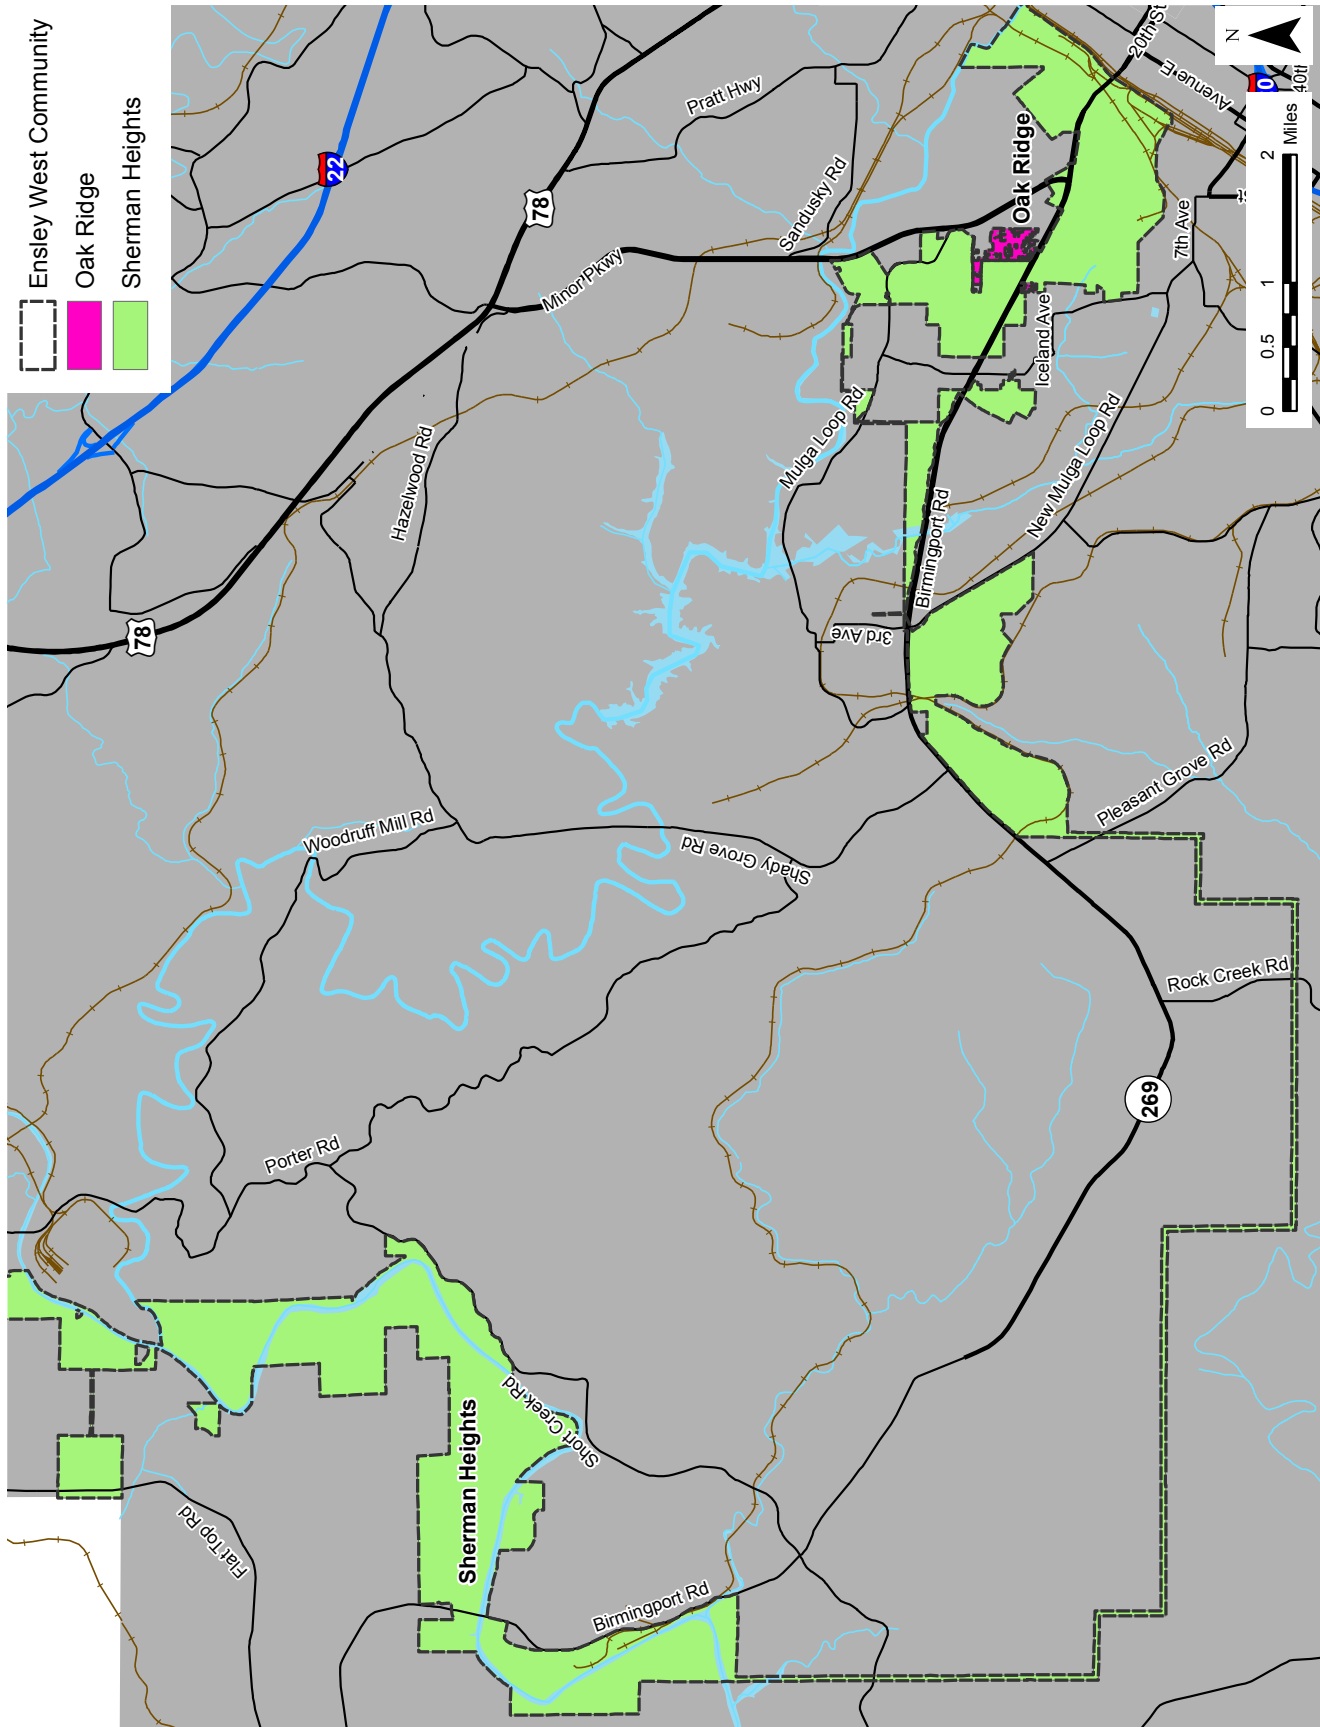 Ensley West Community
Oak Ridge
Sherman Heights
22
78
Pratt Hwy
Sandusky Rd
Minor Pkwy
Hazelwood Rd
78
Mulga Loop Rd
Oak Ridge
20th St
Avenue E
40th
N
0
0 0.5 1 2
Miles
7th Ave
Iceland Ave
New Mulga Loop Rd
Birmingport Rd
3rd Ave
Woodruff Mill Rd
Shady Grove Rd
Pleasant Grove Rd
Rock Creek Rd
269
Porter Rd
Short Creek Rd
Sherman Heights
Flat Top Rd
Birmingport Rd